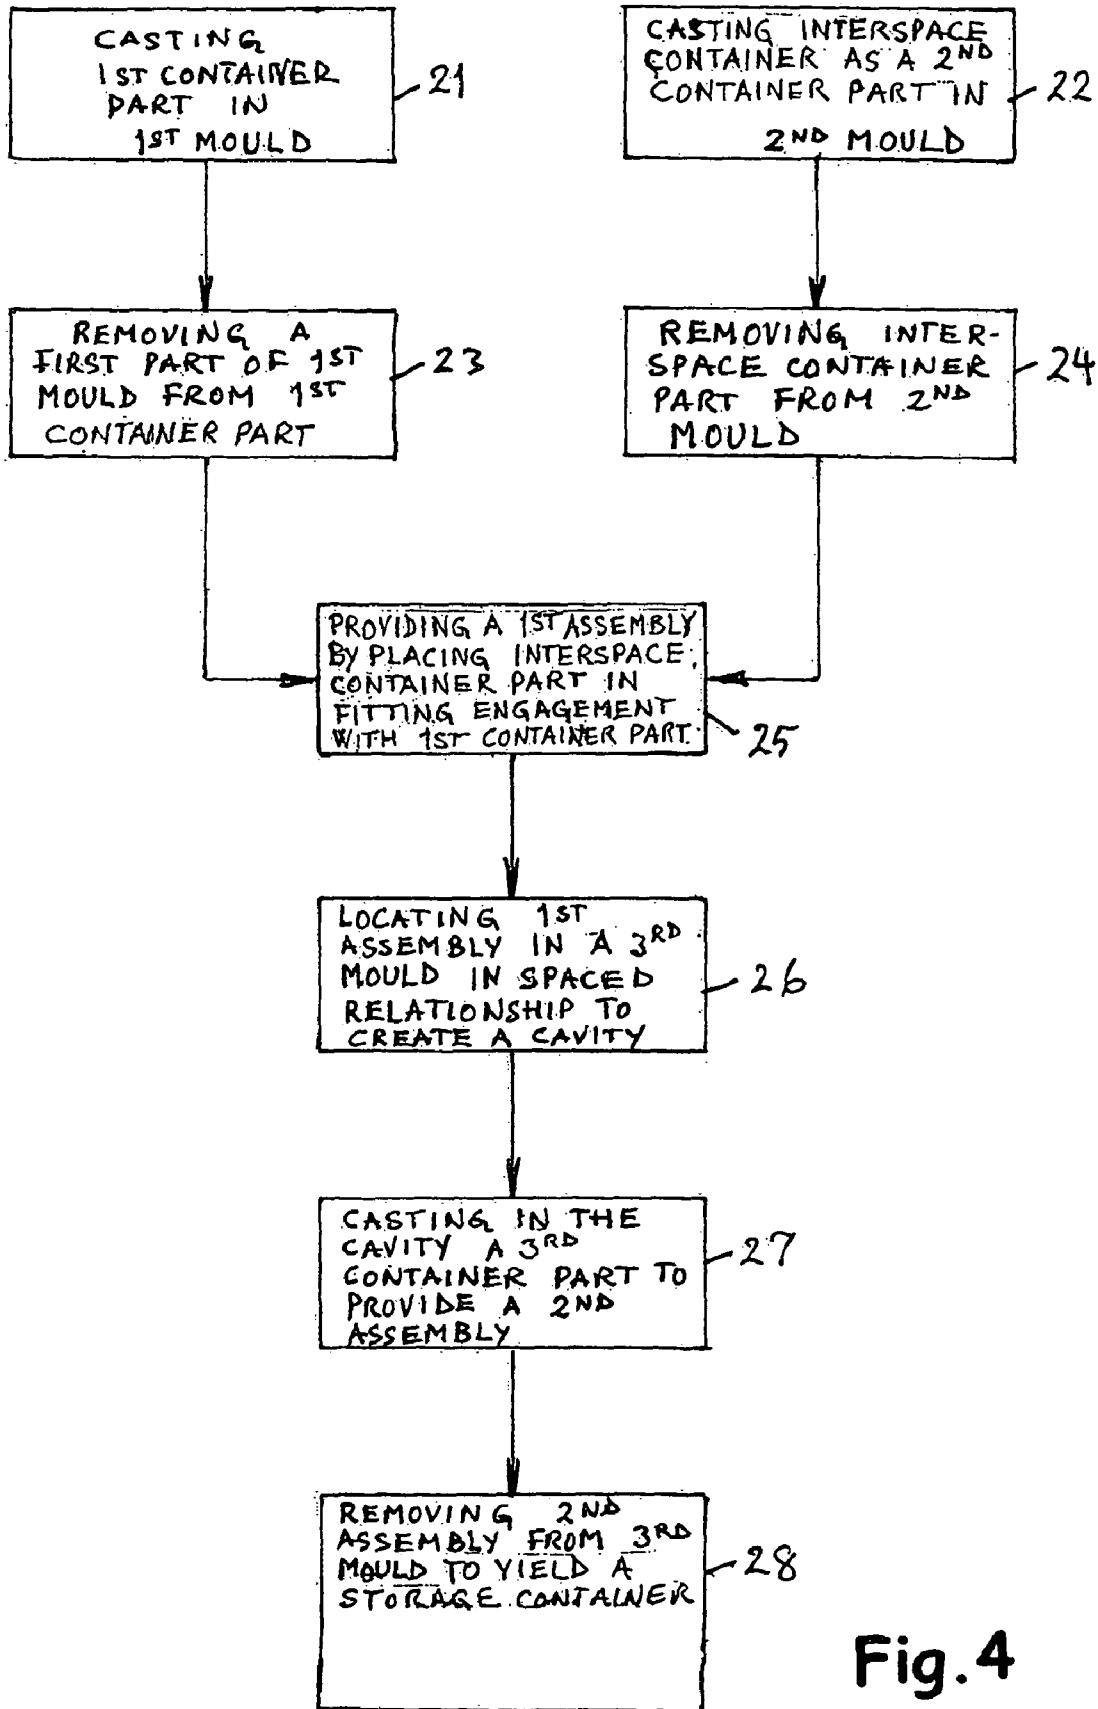 CASTING
1ST CONTAINER
PART IN
1ST MOULD
21
CASTING INTERSPACE
CONTAINER AS A 2ND
CONTAINER PART IN
2ND MOULD
22
REMOVING A
FIRST PART OF 1ST
MOULD FROM 1ST
CONTAINER PART
23
REMOVING INTER-
SPACE CONTAINER
PART FROM 2ND
MOULD
24
PROVIDING A 1ST ASSEMBLY
BY PLACING INTERSPACE
CONTAINER PART IN
FITTING ENGAGEMENT
WITH 1ST CONTAINER PART.
25
LOCATING 1ST
ASSEMBLY IN A 3RD
MOULD IN SPACED
RELATIONSHIP TO
CREATE A CAVITY
26
CASTING IN THE
CAVITY A 3RD
CONTAINER PART TO
PROVIDE A 2ND
ASSEMBLY
27
REMOVING 2ND
ASSEMBLY FROM 3RD
MOULD TO YIELD A
STORAGE CONTAINER
28
Fig.4